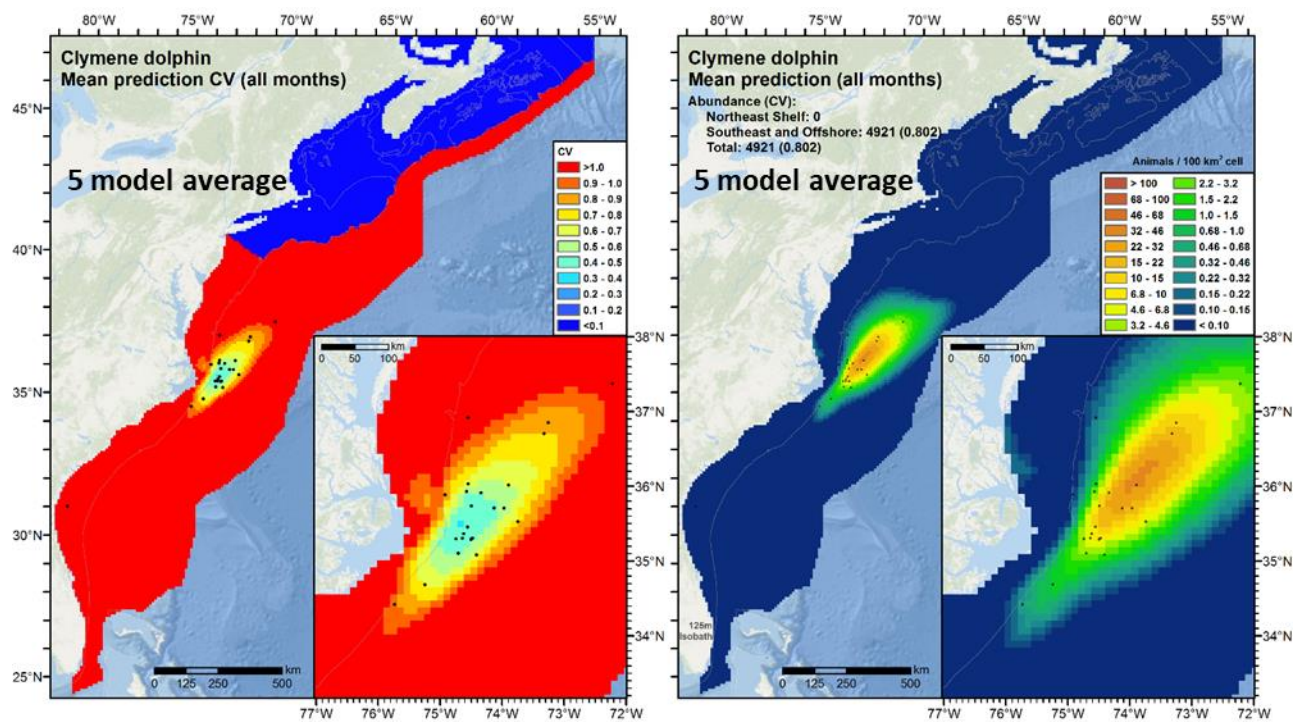 75°W 70°W 65°W 60°W 55°W
Clymene dolphin
Mean prediction CV (all months)
5 model average
CV
>1.0
0.9 - 1.0
0.8 - 0.9
0.7 - 0.8
0.6 - 0.7
0.5 - 0.6
0.4 - 0.5
0.3 - 0.4
0.2 - 0.3
0.1 - 0.2
<0.1
45°N
40°N
35°N
30°N
25°N
km
0 50 100
38°N
37°N
36°N
35°N
34°N
km
0 125 250 500
77°W 76°W 75°W 74°W 73°W 72°W
75°W 70°W 65°W 60°W 55°W
Clymene dolphin
Mean prediction (all months)
Abundance (CV):
Northeast Shelf: 0
Southeast and Offshore: 4921 (0.802)
Total: 4921 (0.802)
5 model average
Animals / 100 km² cell
> 100 2.2 - 3.2
68 - 100 1.5 - 2.2
46 - 68 1.0 - 1.5
32 - 46 0.68 - 1.0
22 - 32 0.46 - 0.68
15 - 22 0.32 - 0.46
10 - 15 0.22 - 0.32
6.8 - 10 0.15 - 0.22
4.6 - 6.8 0.10 - 0.15
3.2 - 4.6 < 0.10
45°N
40°N
35°N
30°N
25°N
km
0 50 100
38°N
37°N
36°N
35°N
34°N
125m
Isobath
km
0 125 250 500
77°W 76°W 75°W 74°W 73°W 72°W